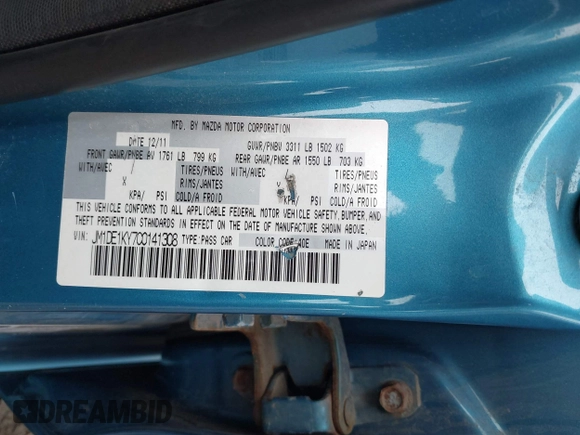 MFD. BY MAZDA MOTOR CORPORATION
DATE 12/11 GVWR/PNBV 3311 LB 1502 KG
FRONT GAWR/PNBE AV 1761 LB 799 KG REAR GAWR/PNBE AR 1550 LB 703 KG
WITH/AVEC TIRES/PNEUS WITH/AVEC TIRES/PNEUS
X RIMS/JANTES RIMS/JANTES
KPA/ PSI COLD/A FROID KPA/ PSI COLD/A FROID
THIS VEHICLE CONFORMS TO ALL APPLICABLE FEDERAL MOTOR VEHICLE SAFETY, BUMPER, AND
THEFT PREVENTION STANDARDS IN EFFECT ON THE DATE OF MANUFACTURE SHOWN ABOVE.
VIN: JM1DE1KY7C0141308 TYPE:PASS CAR COLOR CODE:40E MADE IN JAPAN
DREAMBID